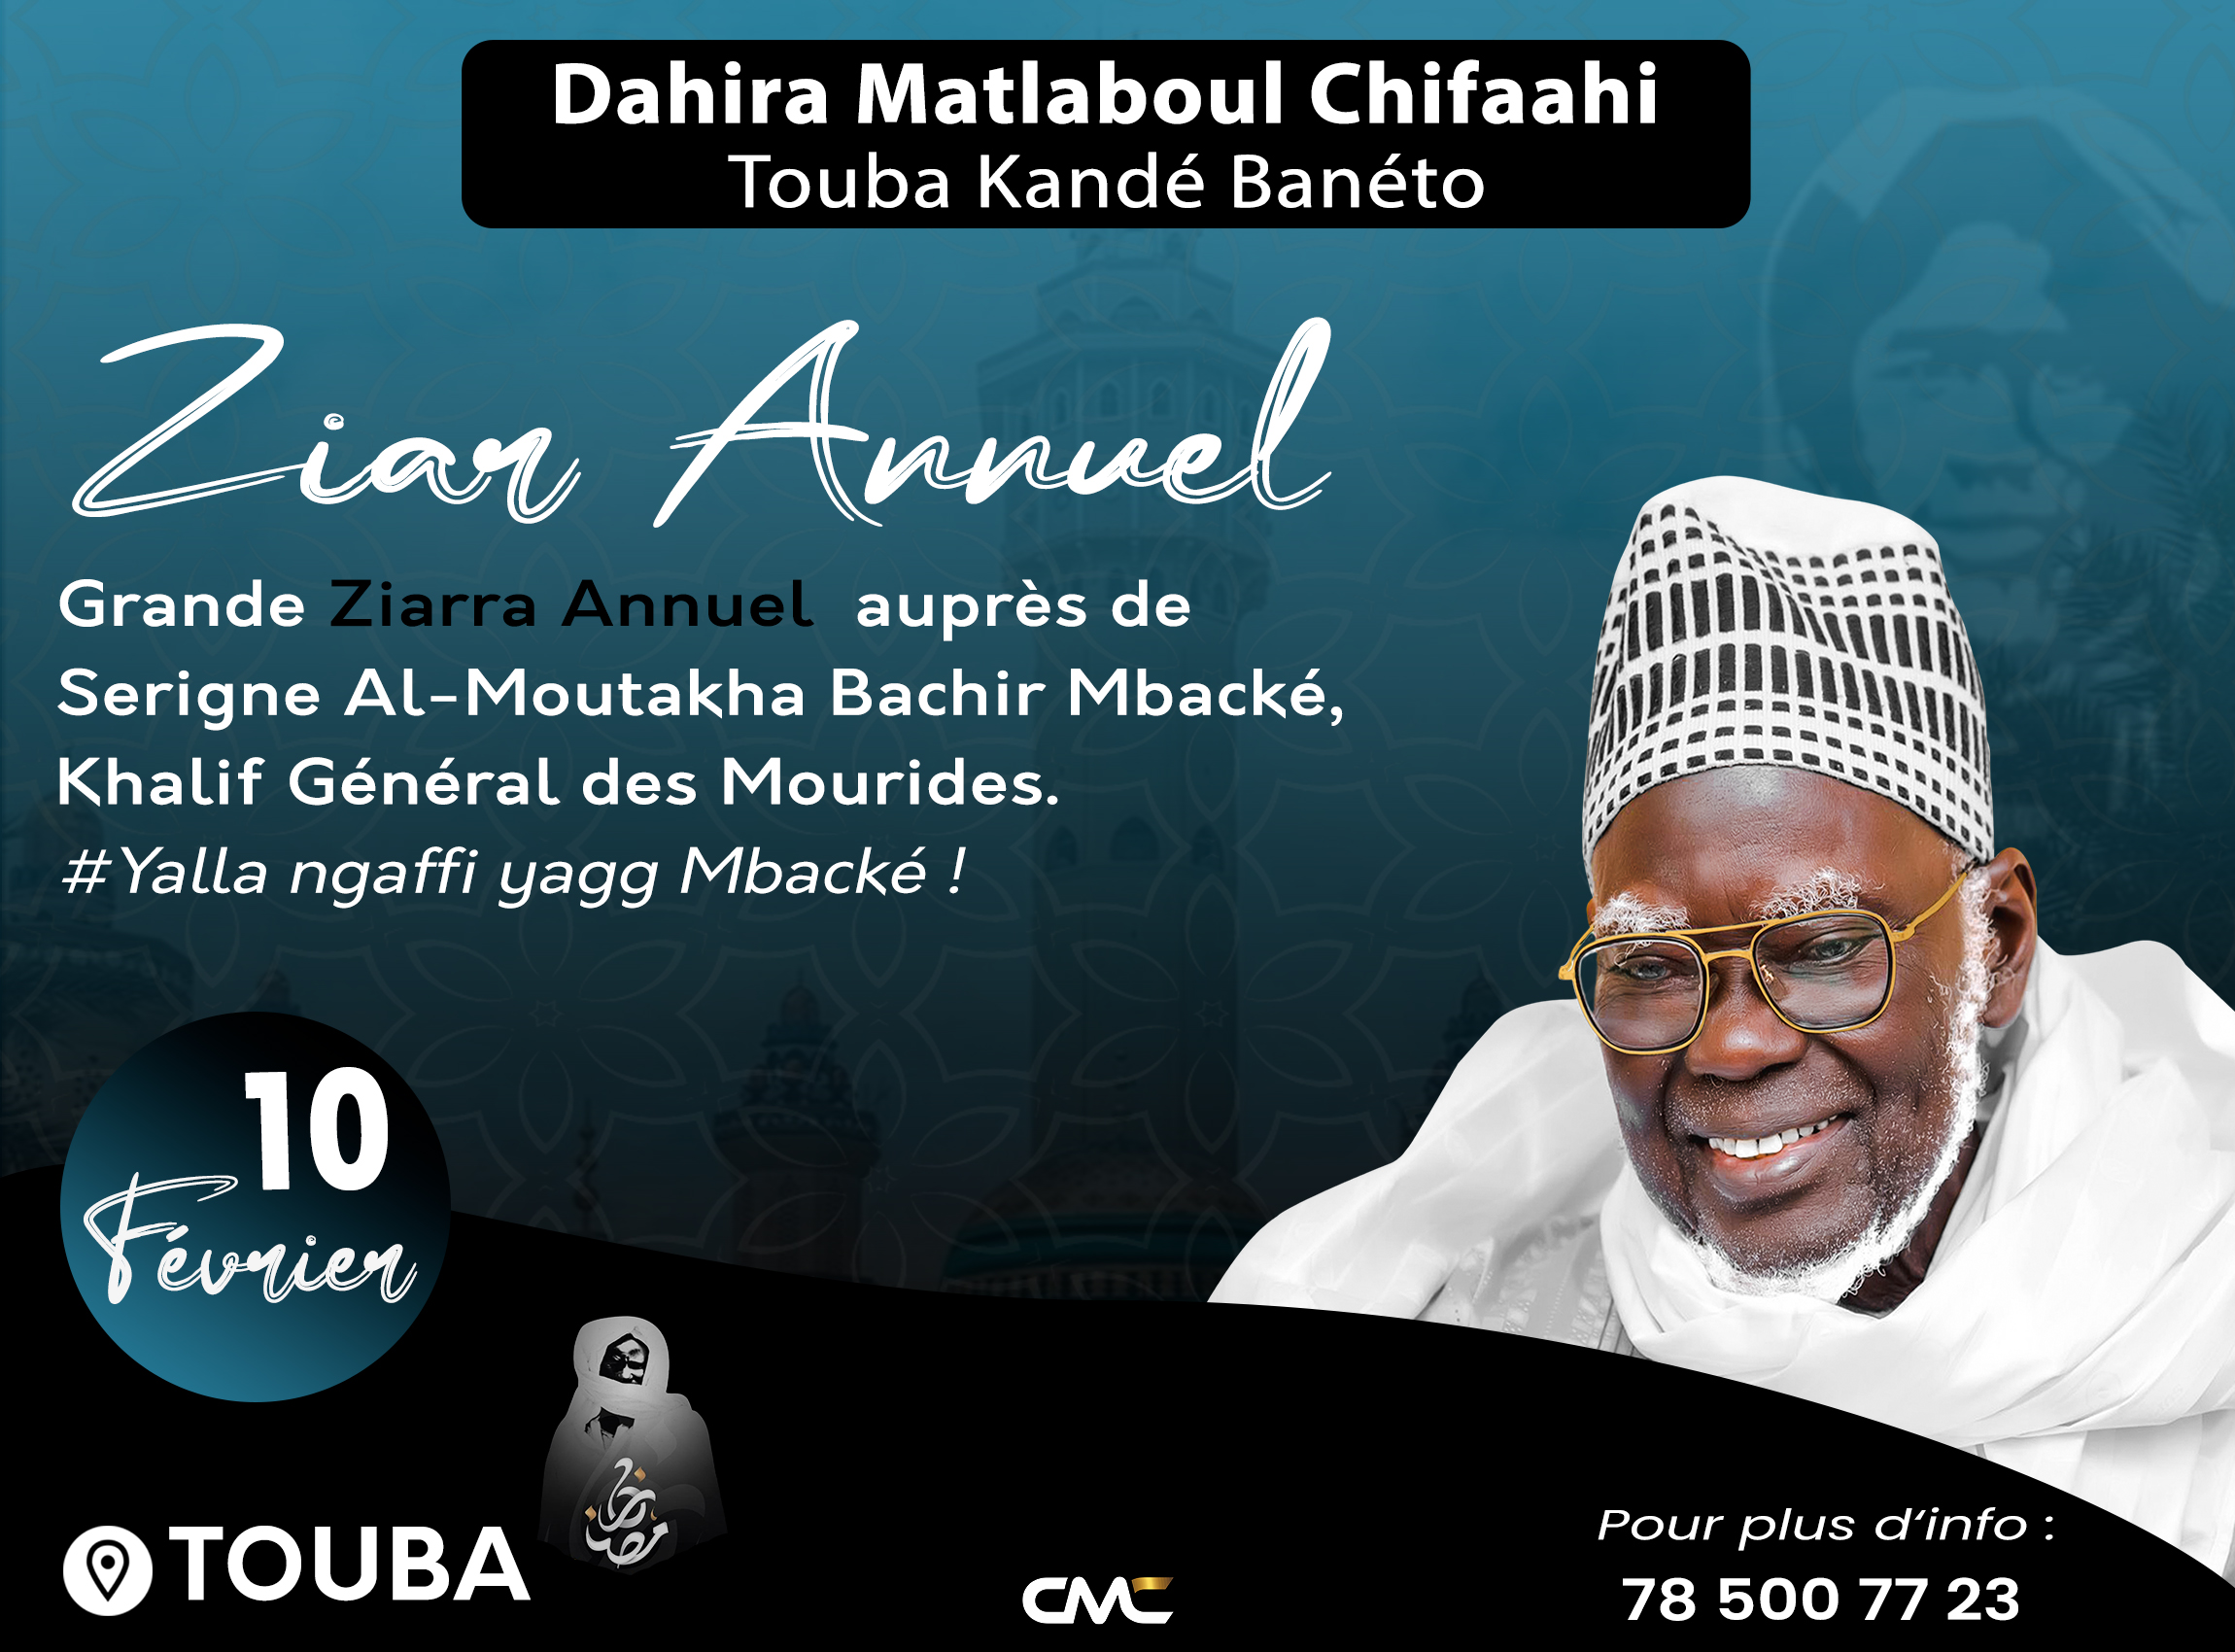 Dahira Matlaboul Chifaahi
Touba Kandé Banéto
Ziar Annuel
Grande Ziarra Annuel auprès de
Serigne Al-Moutakha Bachir Mbacké,
Khalif Général des Mourides.
#Yalla ngaffi yagg Mbacké !
10
Février
رمضان
TOUBA
CMC
Pour plus d'info :
78 500 77 23